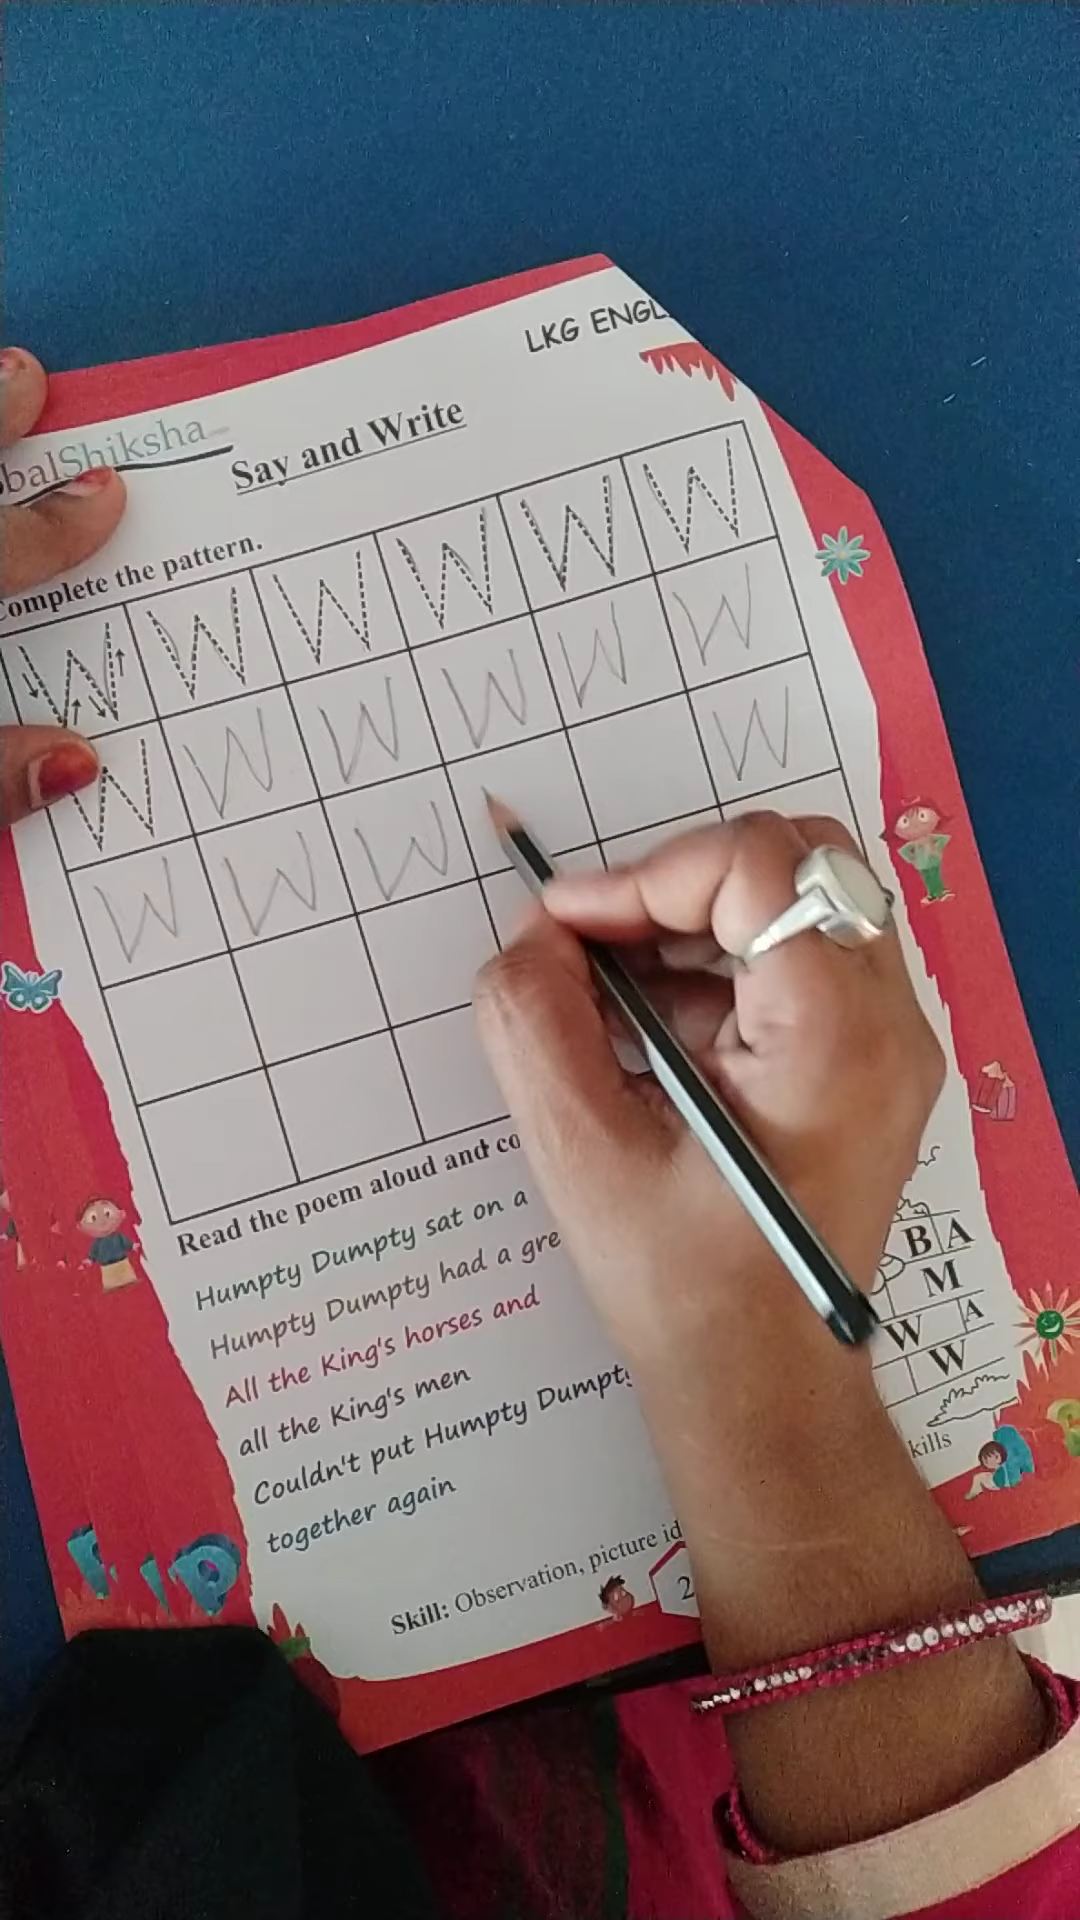 LKG ENGL
balShiksha
Say and Write
Complete the pattern.
W W W W W W
W W W W W W
W W W W
Read the poem aloud and co
Humpty Dumpty sat on a
Humpty Dumpty had a gre
All the King's horses and
all the King's men
Couldn't put Humpty Dumpty
together again
B A
M
W A
W
kills
Skill: Observation, picture id
2